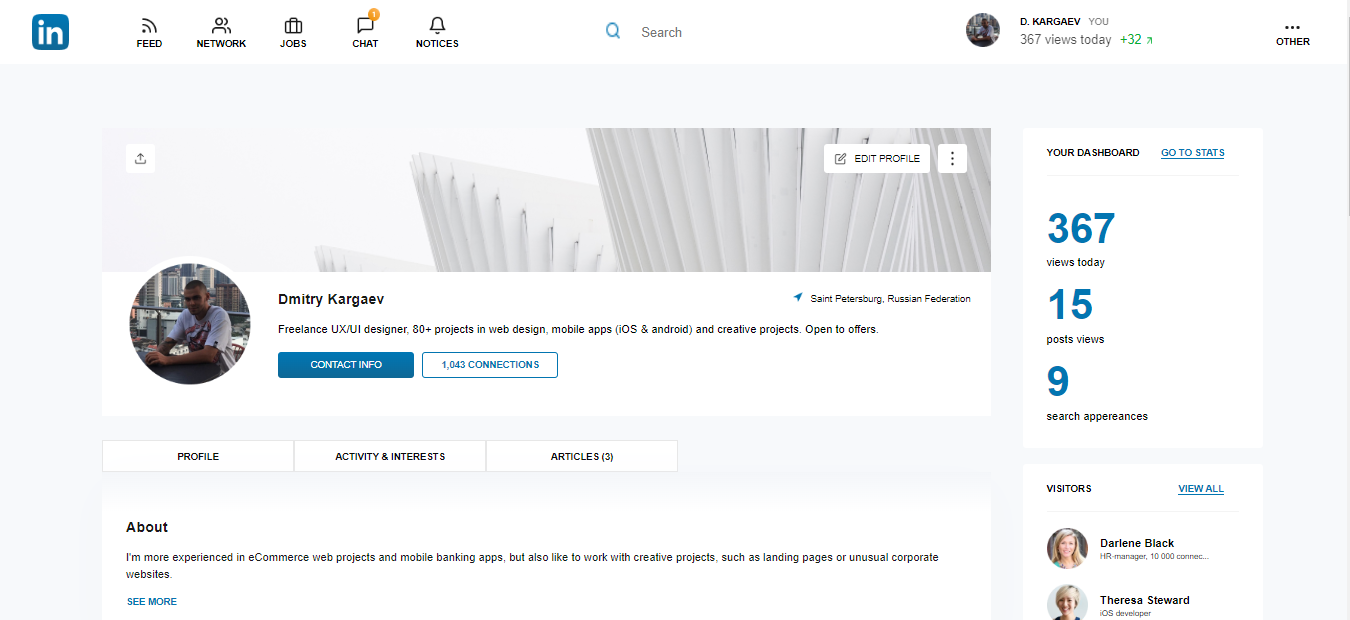 in
FEED
NETWORK
JOBS
1
CHAT
NOTICES
Search
D. KARGAEV YOU
367 views today +32
OTHER
EDIT PROFILE
Dmitry Kargaev
Saint Petersburg, Russian Federation
Freelance UX/UI designer, 80+ projects in web design, mobile apps (iOS & android) and creative projects. Open to offers.
CONTACT INFO
1,043 CONNECTIONS
PROFILE
ACTIVITY & INTERESTS
ARTICLES (3)
About
I'm more experienced in eCommerce web projects and mobile banking apps, but also like to work with creative projects, such as landing pages or unusual corporate
websites.
SEE MORE
YOUR DASHBOARD
GO TO STATS
367
views today
15
posts views
9
search appereances
VISITORS
VIEW ALL
Darlene Black
HR-manager, 10 000 connec...
Theresa Steward
iOS developer